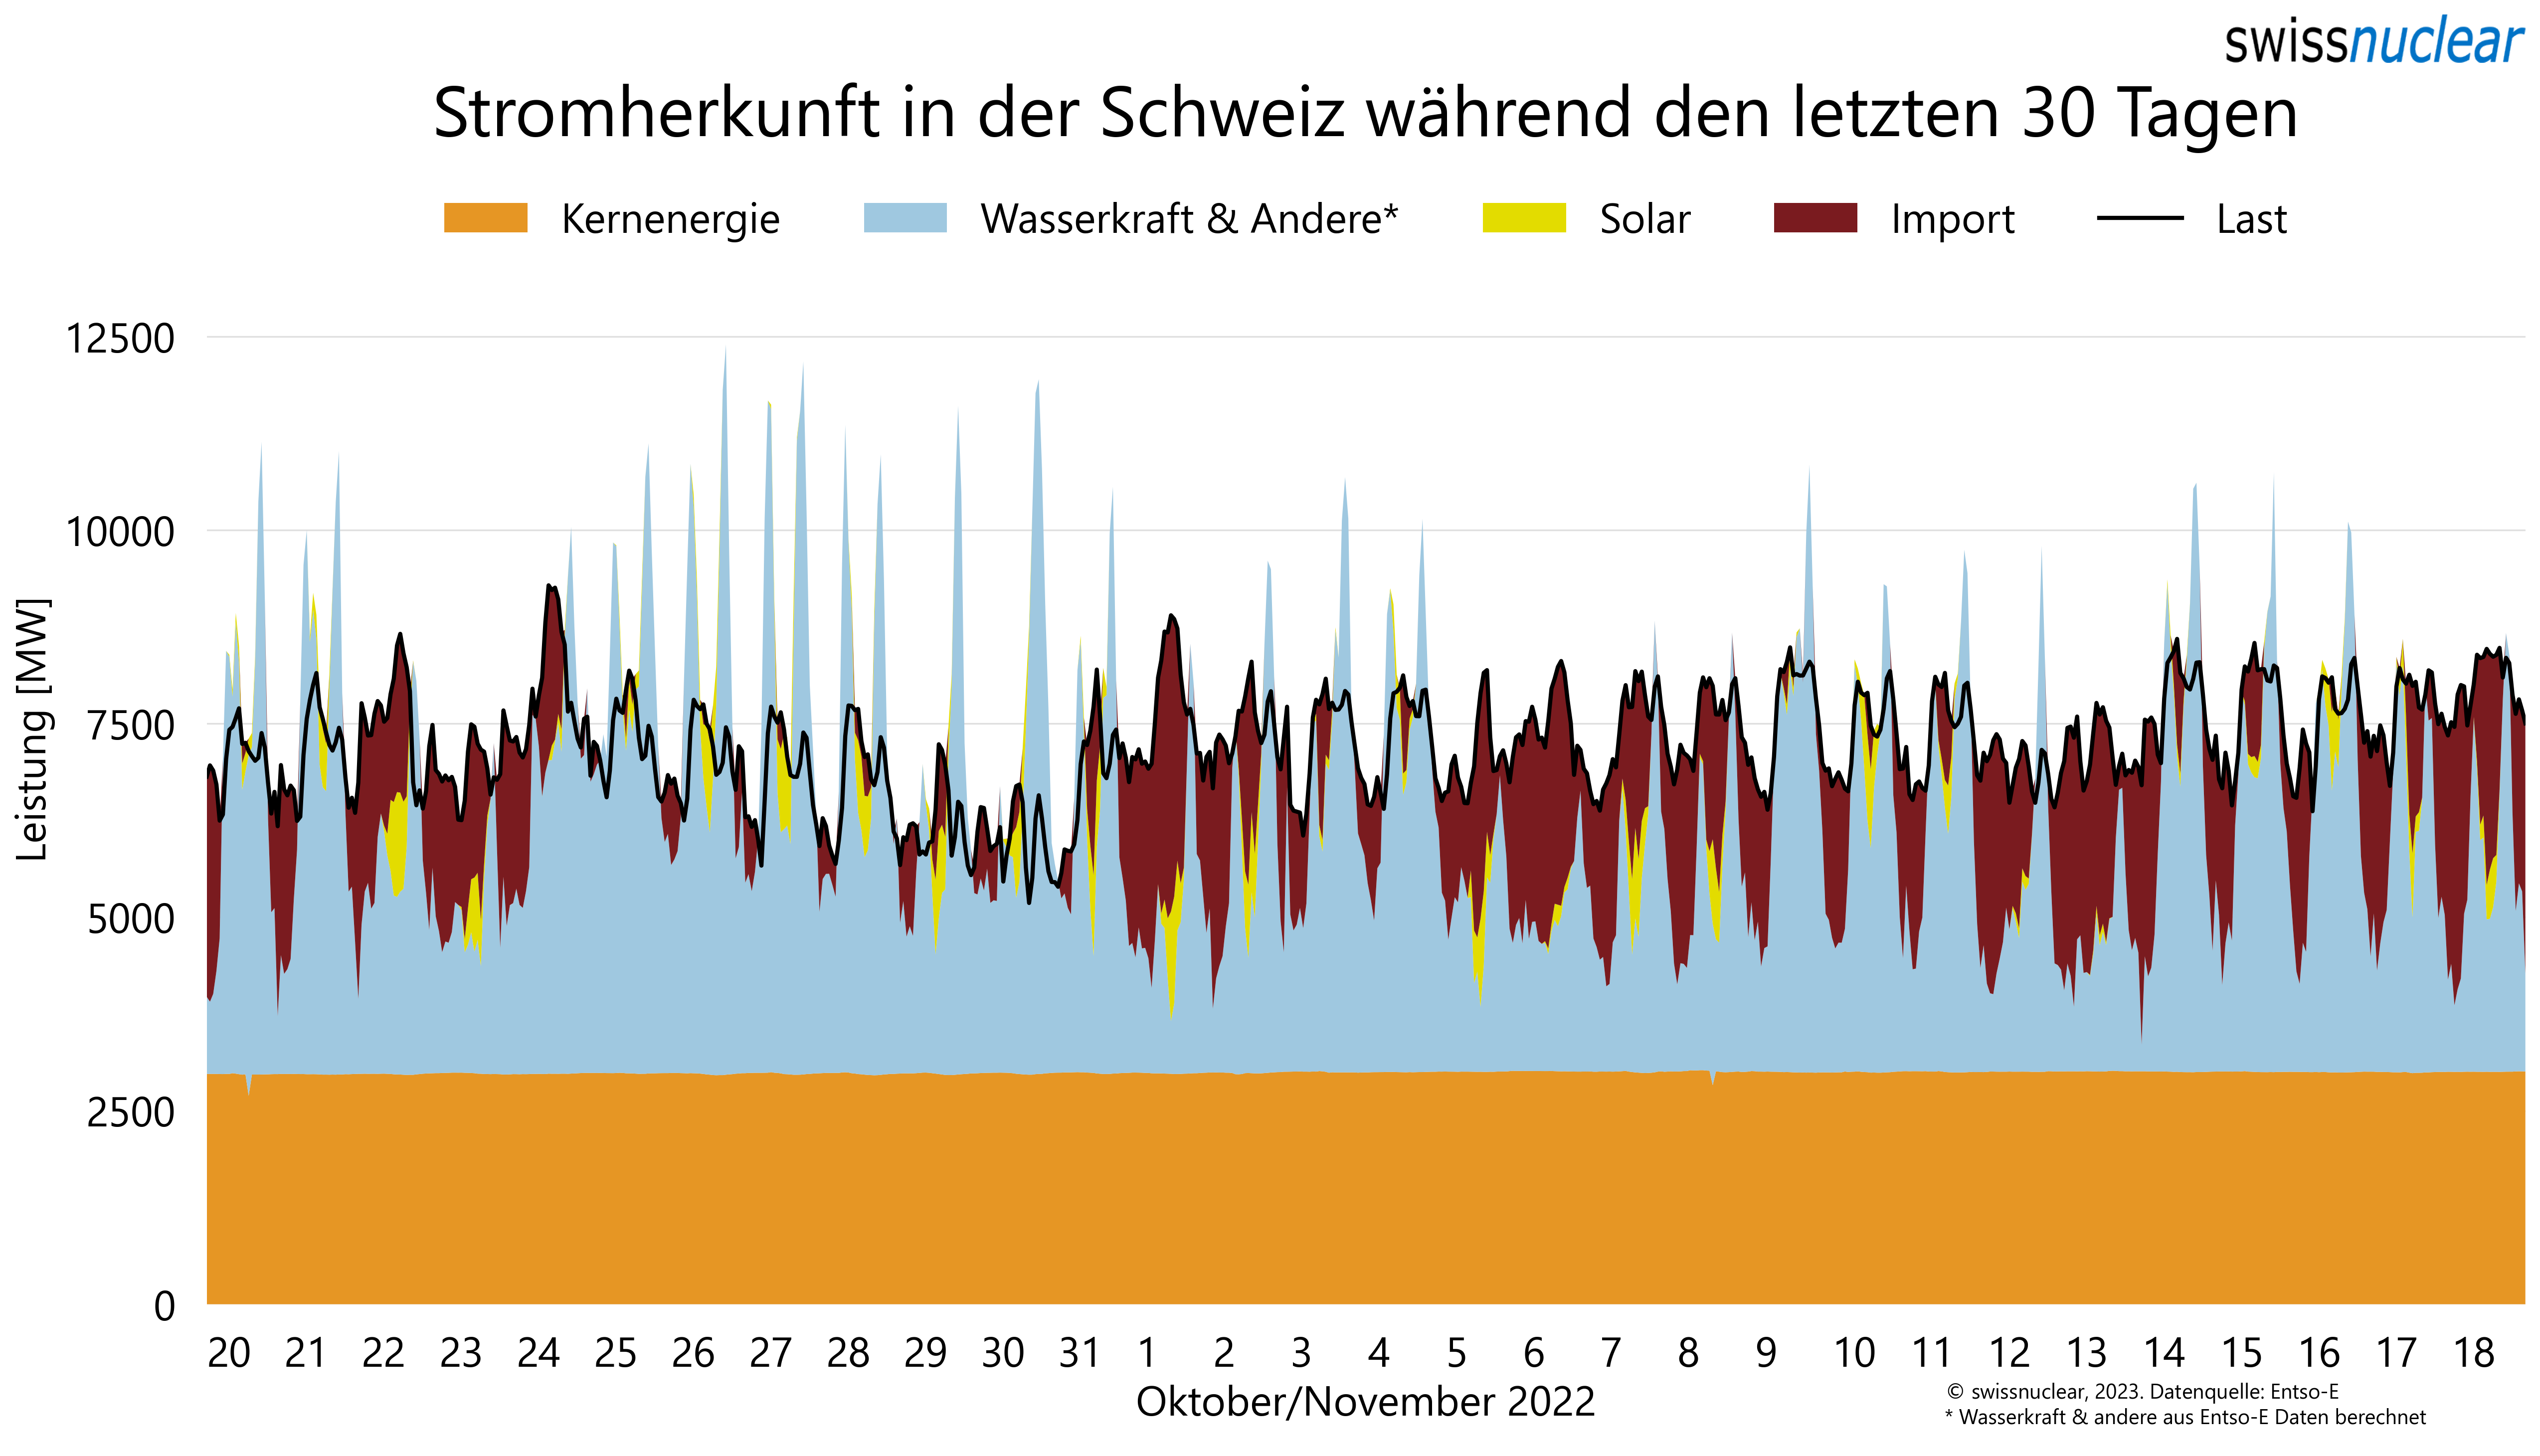 swissnuclear
Stromherkunft in der Schweiz während den letzten 30 Tagen
Kernenergie Wasserkraft & Andere* Solar Import Last
Leistung [MW]
12500
10000
7500
5000
2500
0
20 21 22 23 24 25 26 27 28 29 30 31 1 2 3 4 5 6 7 8 9 10 11 12 13 14 15 16 17 18
Oktober/November 2022
© swissnuclear, 2023. Datenquelle: Entso-E
* Wasserkraft & andere aus Entso-E Daten berechnet